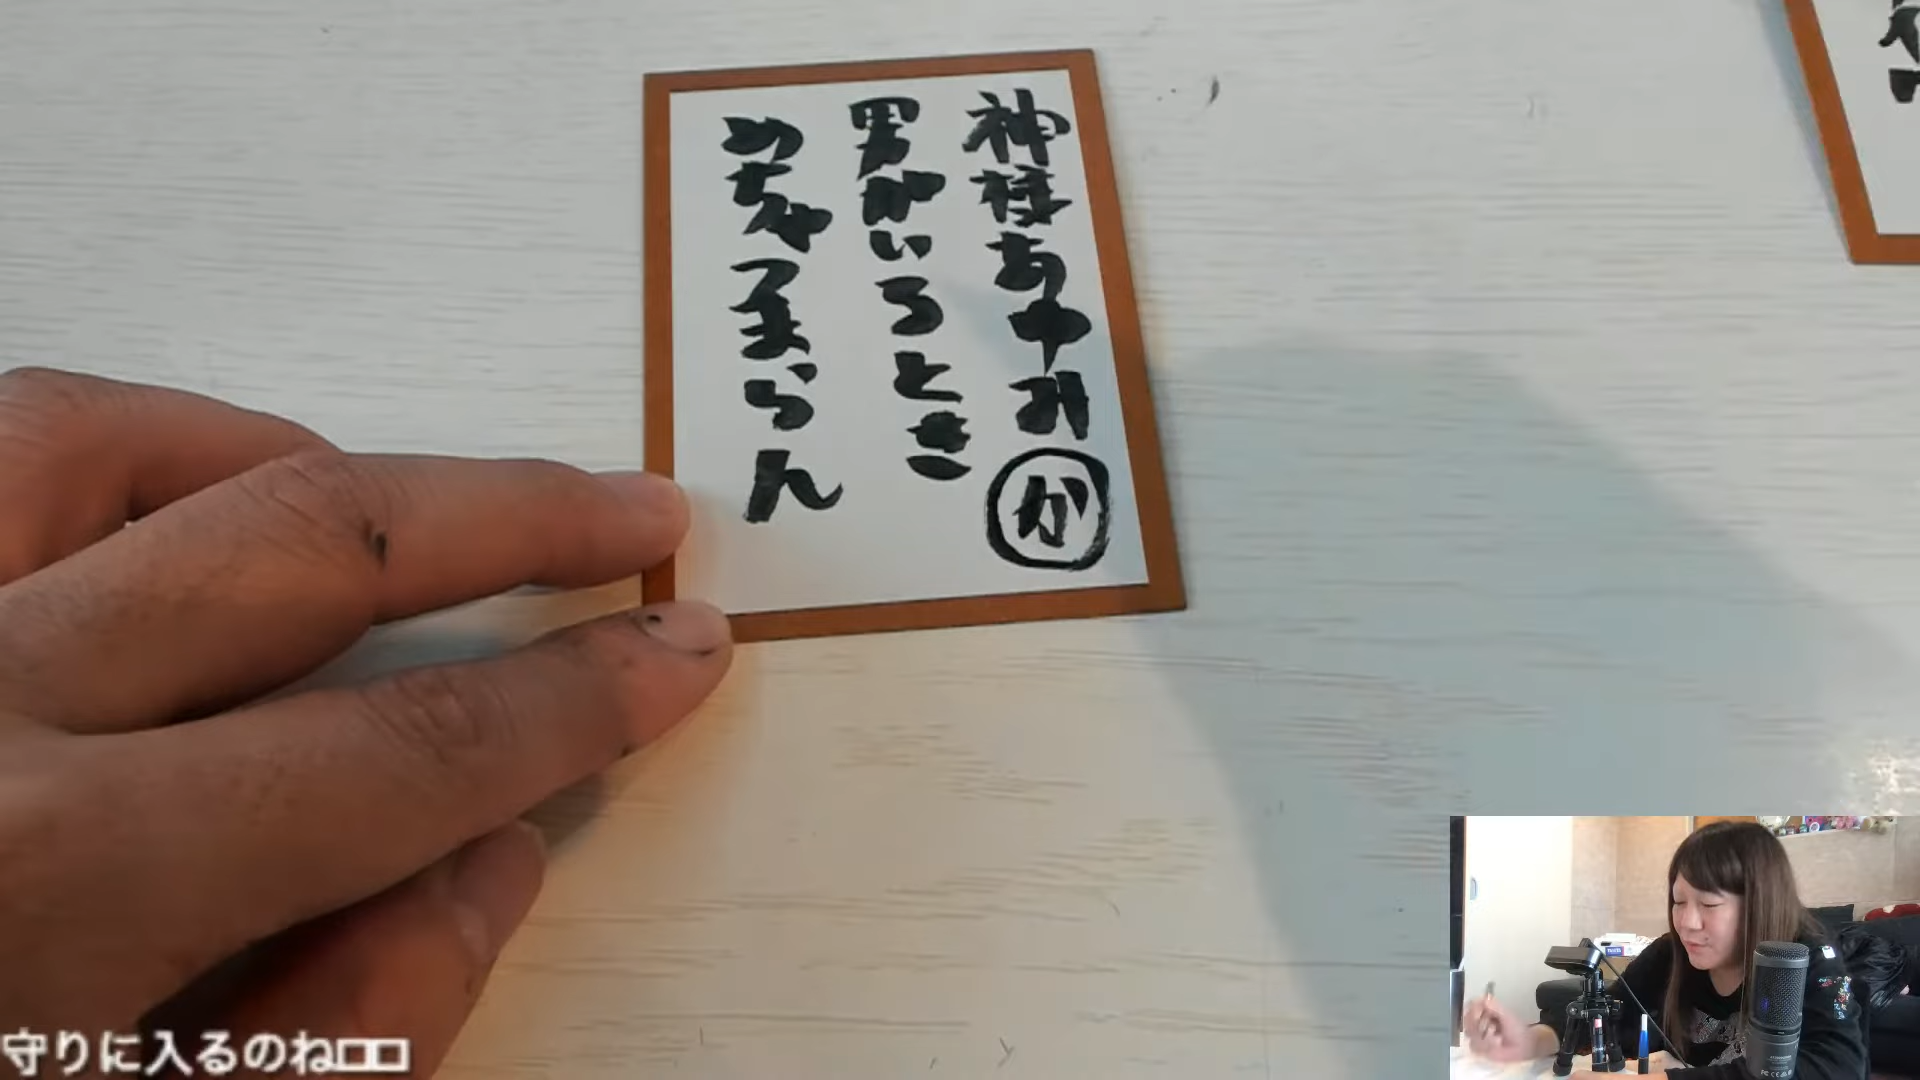 神様あゆみか
男がいるとき
めちゃつまらん
守りに入るのね□□